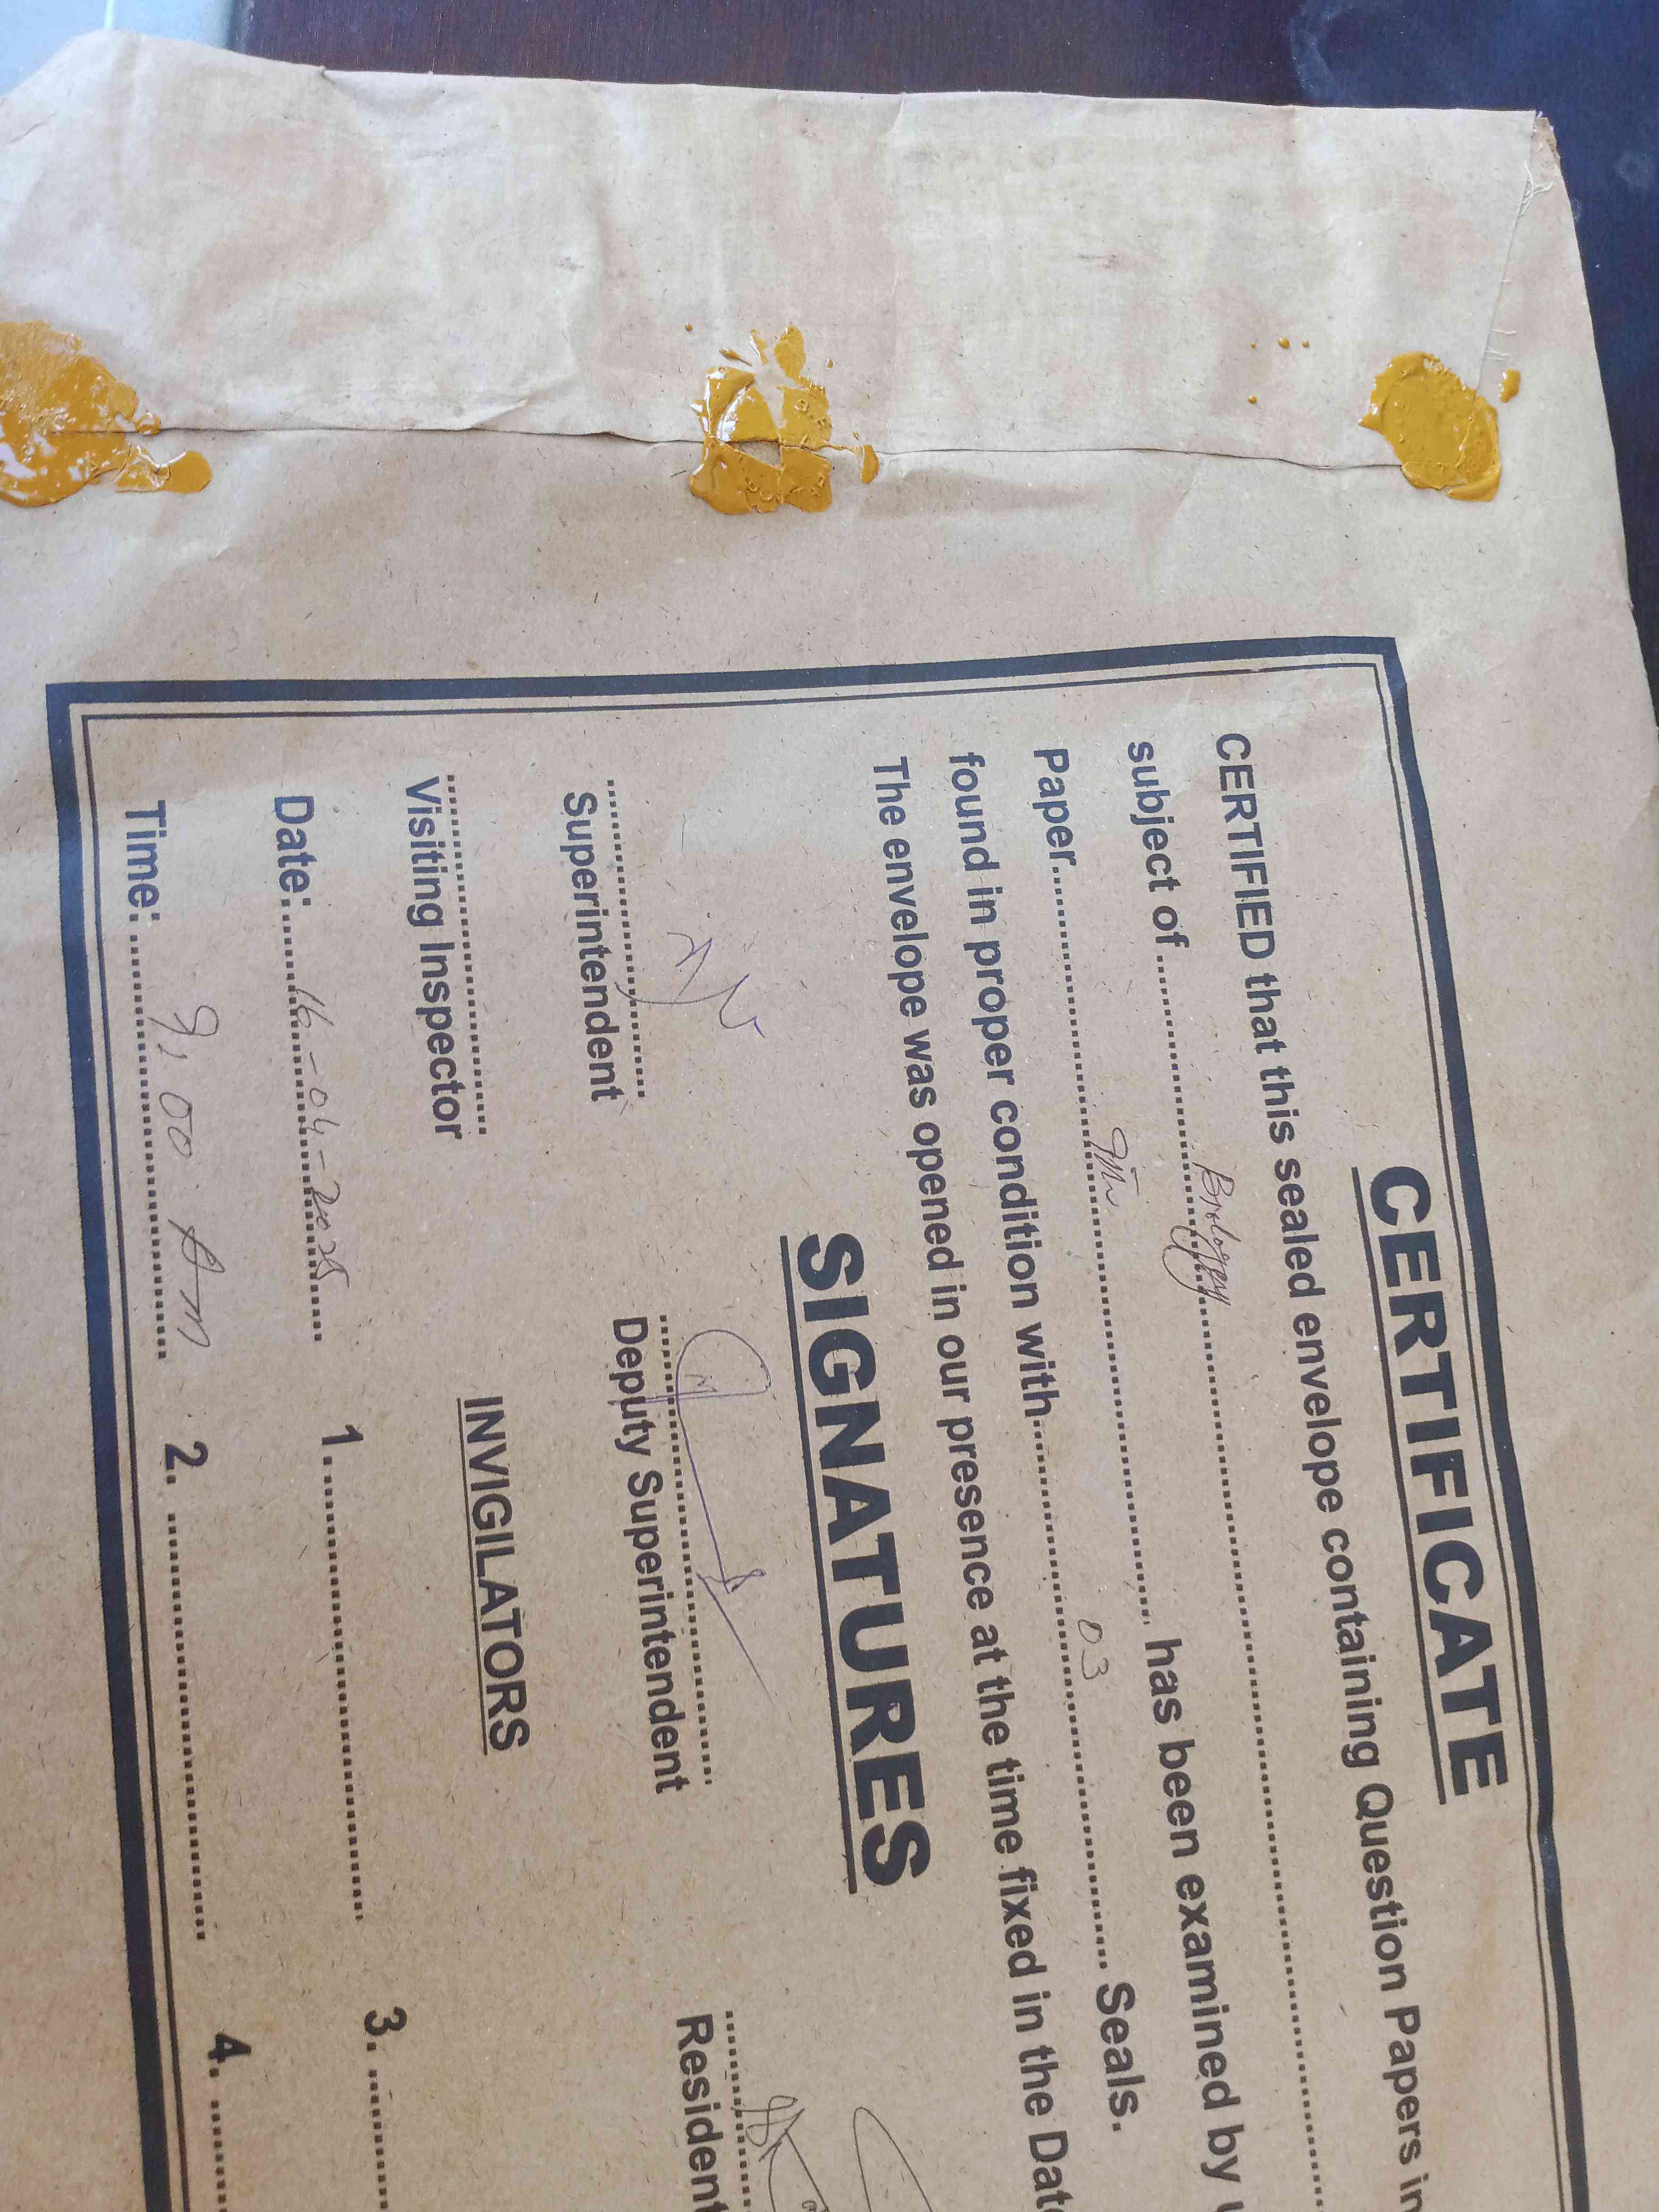 CERTIFICATE
CERTIFIED that this sealed envelope containing Question Papers in
subject of ........ Biology ........
Paper ........ has been examined by
found in proper condition with ........ 03 ........ Seals.
The envelope was opened in our presence at the time fixed in the
SIGNATURES
Superintendent Deputy Superintendent Resident
Visiting Inspector
INVIGILATORS
Date: 16-04-2025 1. 3.
Time: 9:00 Am 2. 4.